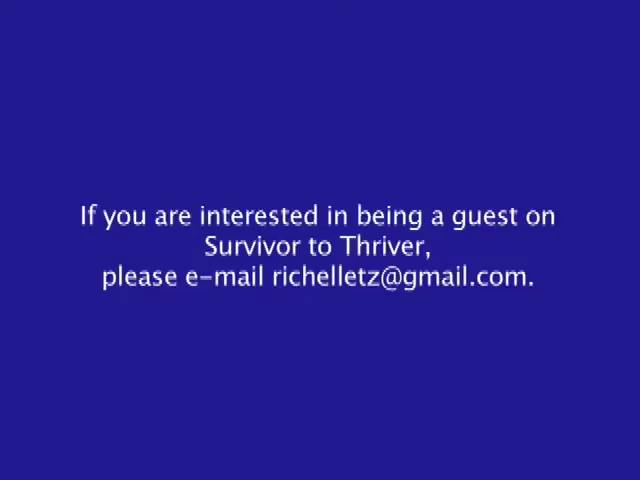 If you are interested in being a guest on
Survivor to Thriver,
please e-mail richelletz@gmail.com.